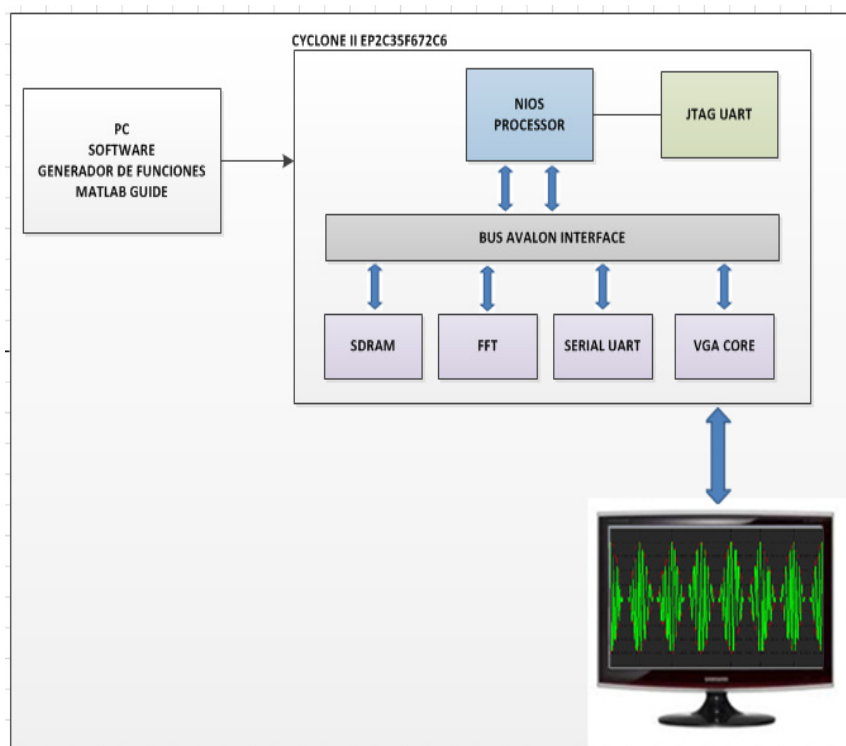 CYCLONE II EP2C35F672C6
PC
SOFTWARE
GENERADOR DE FUNCIONES
MATLAB GUIDE
NIOS
PROCESSOR
JTAG UART
BUS AVALON INTERFACE
SDRAM
FFT
SERIAL UART
VGA CORE
SAMSUNG